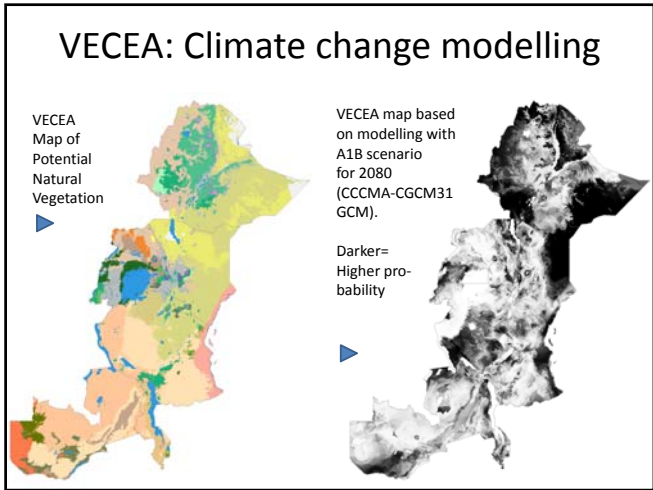 VECEA: Climate change modelling
VECEA
Map of
Potential
Natural
Vegetation
VECEA map based
on modelling with
A1B scenario
for 2080
(CCCMA-CGCM31
GCM).
Darker=
Higher pro-
bability